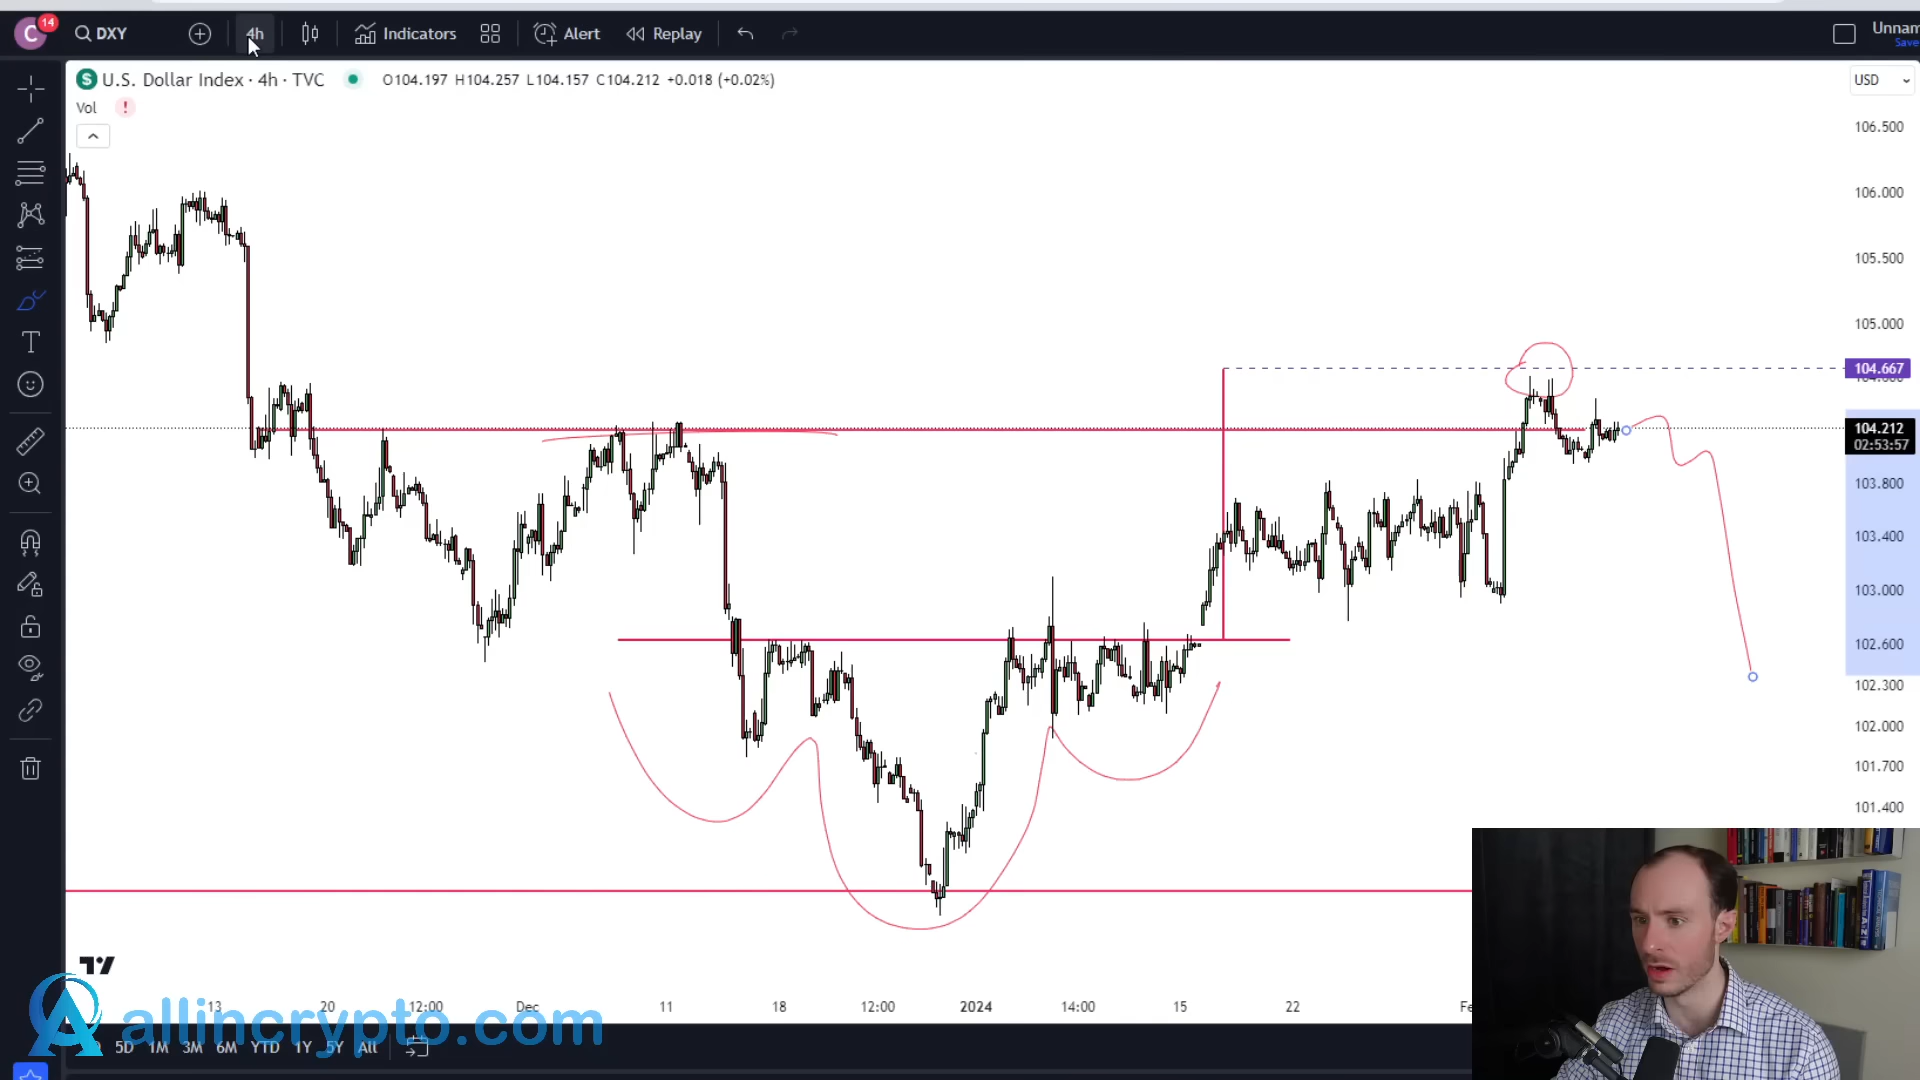 C 14 DXY 4h Indicators Alert Replay Unnam
Save
S U.S. Dollar Index · 4h · TVC O104.197 H104.257 L104.157 C104.212 +0.018 (+0.02%) USD
Vol !
106.500
106.000
105.500
105.000
104.667
104.212
02:53:57
103.800
103.400
103.000
102.600
102.300
102.000
101.700
101.400
13 20 12:00 Dec 11 18 12:00 2024 14:00 15 22 Fe
allincrypto.com
5D 1M 3M 6M YTD 1Y 5Y All